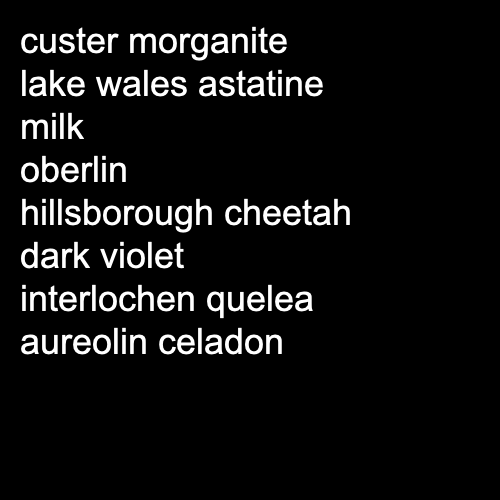 custer morganite
lake wales astatine
milk
oberlin
hillsborough cheetah
dark violet
interlochen quelea
aureolin celadon